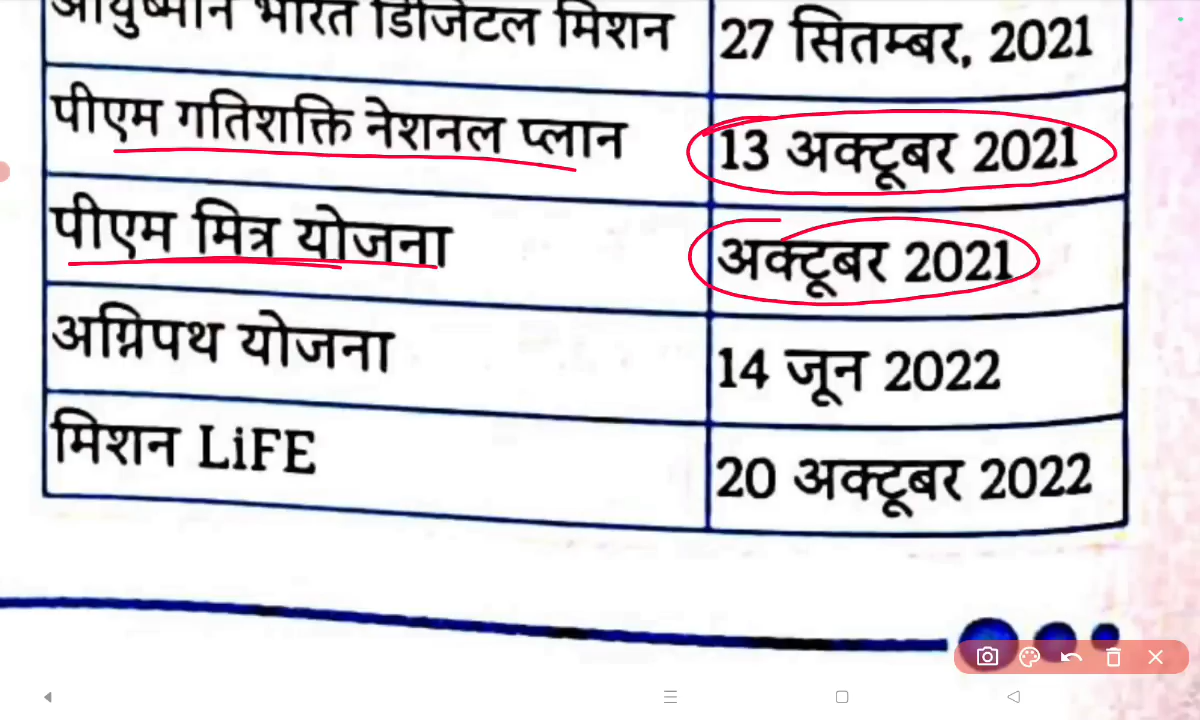 आयुष्मान भारत डिजिटल मिशन 27 सितम्बर, 2021
पीएम गतिशक्ति नेशनल प्लान 13 अक्टूबर 2021
पीएम मित्र योजना अक्टूबर 2021
अग्निपथ योजना 14 जून 2022
मिशन LiFE 20 अक्टूबर 2022